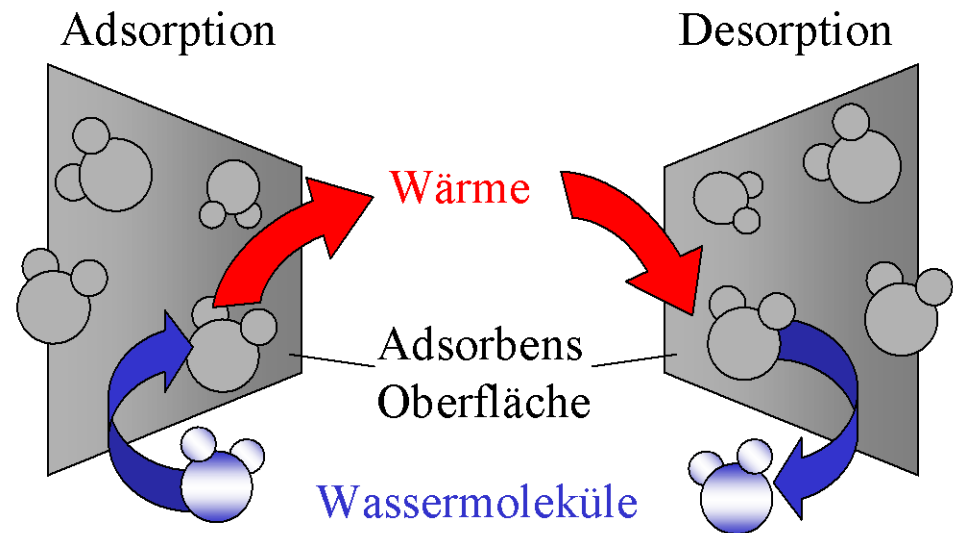 Adsorption
Desorption
Wärme
Adsorbens
Oberfläche
Wassermoleküle